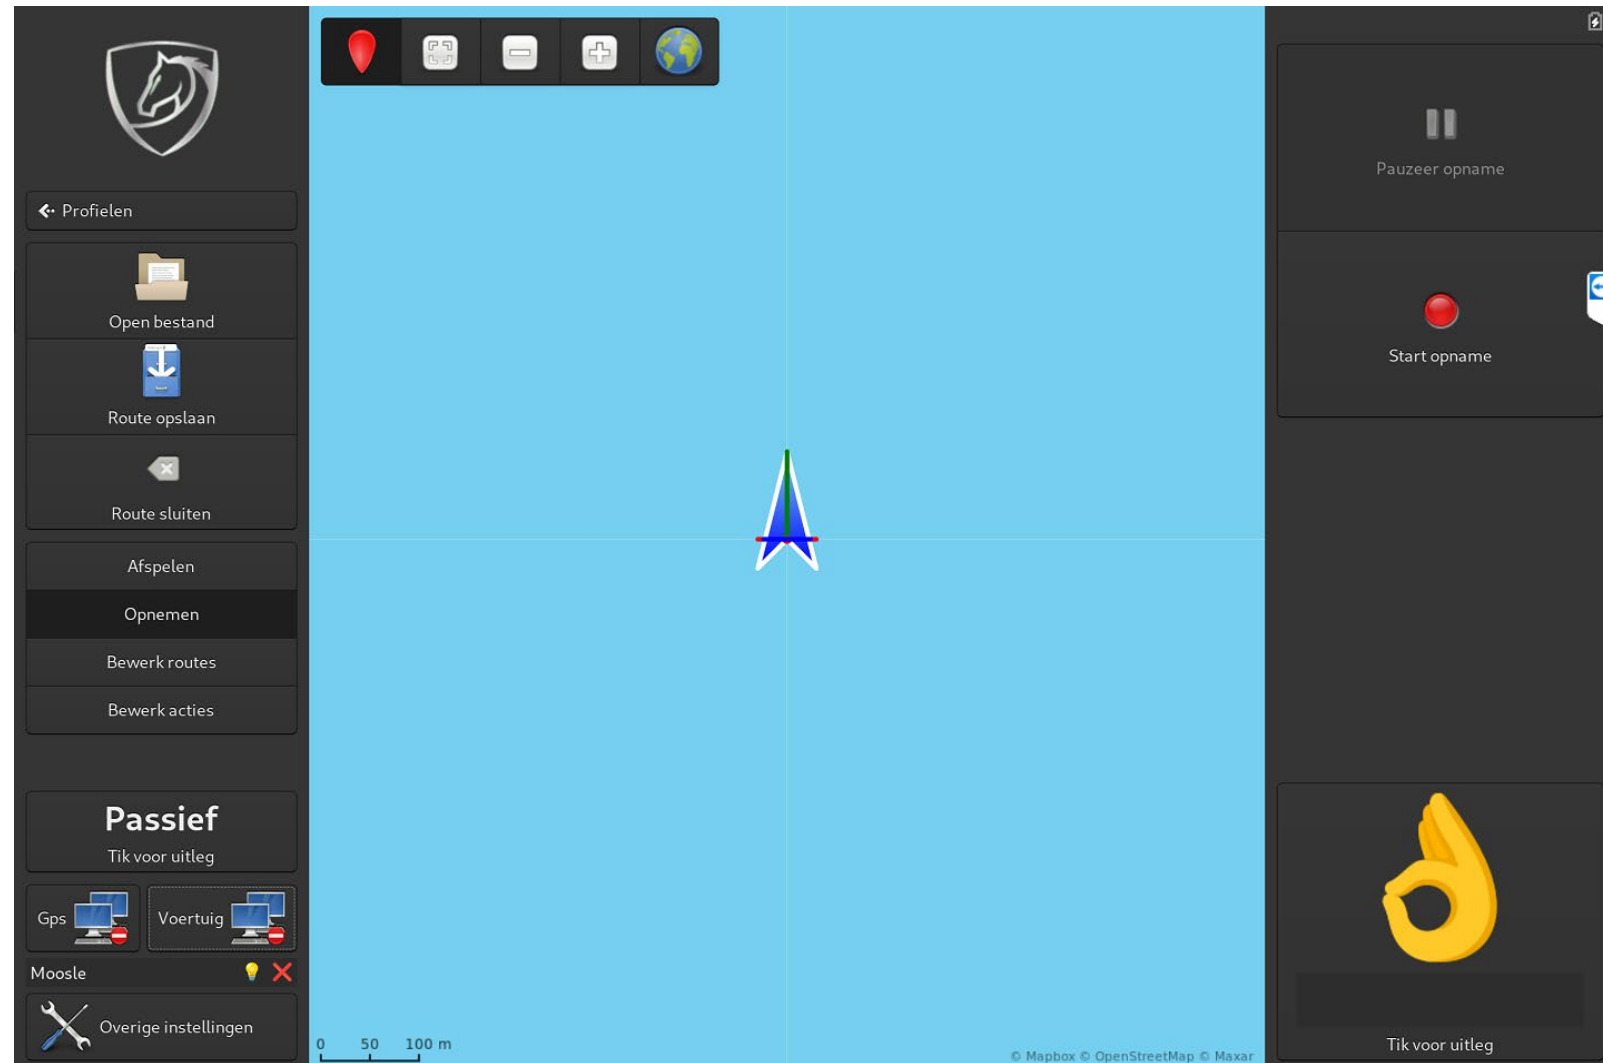 Profielen
Open bestand
Route opslaan
Route sluiten
Afspelen
Opnemen
Bewerk routes
Bewerk acties
Passief
Tik voor uitleg
Gps
Voertuig
Moosle
Overige instellingen
0 50 100 m
© Mapbox © OpenStreetMap © Maxar
Pauzeer opname
Start opname
Tik voor uitleg